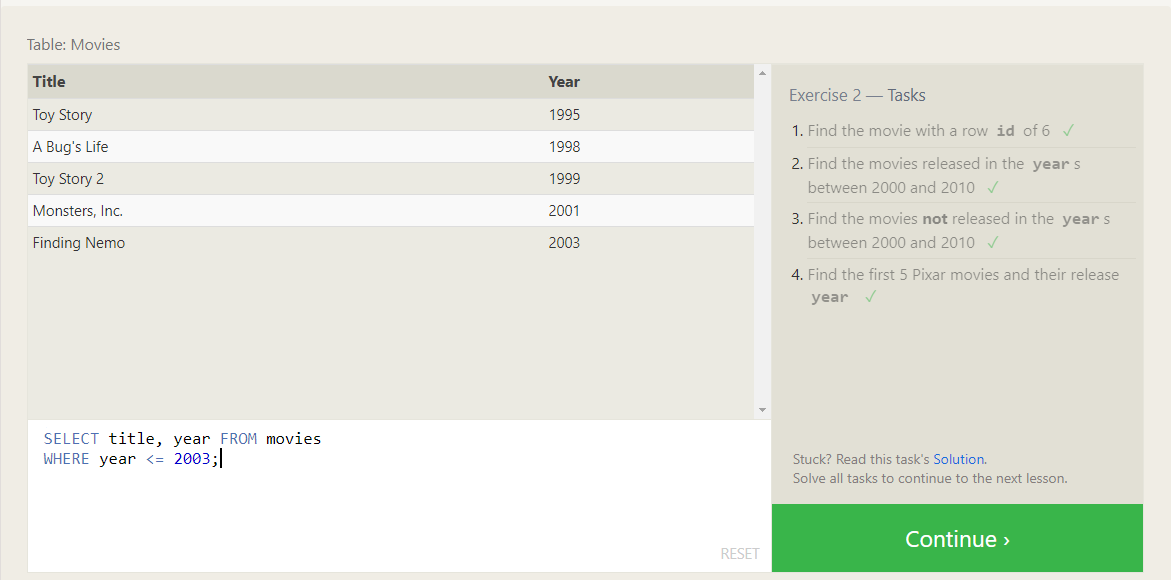 Table: Movies
Title Year
Toy Story 1995
A Bug's Life 1998
Toy Story 2 1999
Monsters, Inc. 2001
Finding Nemo 2003
SELECT title, year FROM movies
WHERE year <= 2003;
RESET
Exercise 2 — Tasks
1. Find the movie with a row id of 6 ✓
2. Find the movies released in the year s
between 2000 and 2010 ✓
3. Find the movies not released in the year s
between 2000 and 2010 ✓
4. Find the first 5 Pixar movies and their release
year ✓
Stuck? Read this task's Solution.
Solve all tasks to continue to the next lesson.
Continue ›